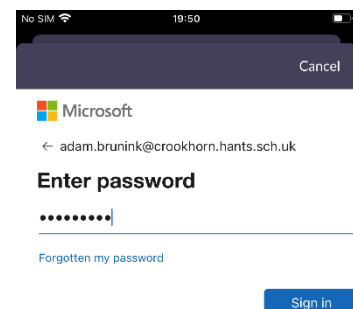 No SIM 19:50
Cancel
Microsoft
← adam.brunink@crookhorn.hants.sch.uk
Enter password
•••••••••
Forgotten my password
Sign in